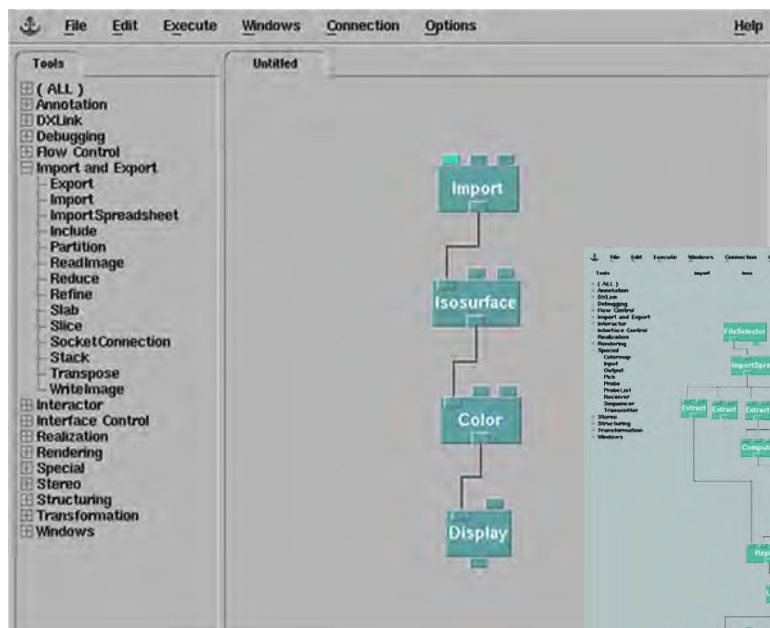 File Edit Execute Windows Connection Options Help
Tools
( ALL )
Annotation
DXLink
Debugging
Flow Control
Import and Export
Export
Import
ImportSpreadsheet
Include
Partition
ReadImage
Reduce
Refine
Slab
Slice
SocketConnection
Stack
Transpose
WriteImage
Interactor
Interface Control
Realization
Rendering
Special
Stereo
Structuring
Transformation
Windows
Untitled
Import
Isosurface
Color
Display
File Edit Execute Windows Connection
Tools
( ALL )
Annotation
DXLink
Debugging
Flow Control
Import and Export
Interactor
Interface Control
Realization
Rendering
Special
Colormap
Input
Output
Pick
Probe
ProbeList
Receiver
Sequencer
Transmitter
Stereo
Structuring
Transformation
Windows
FileSelector
ImportSpre
Extract Extract Extract
Comput
Rep